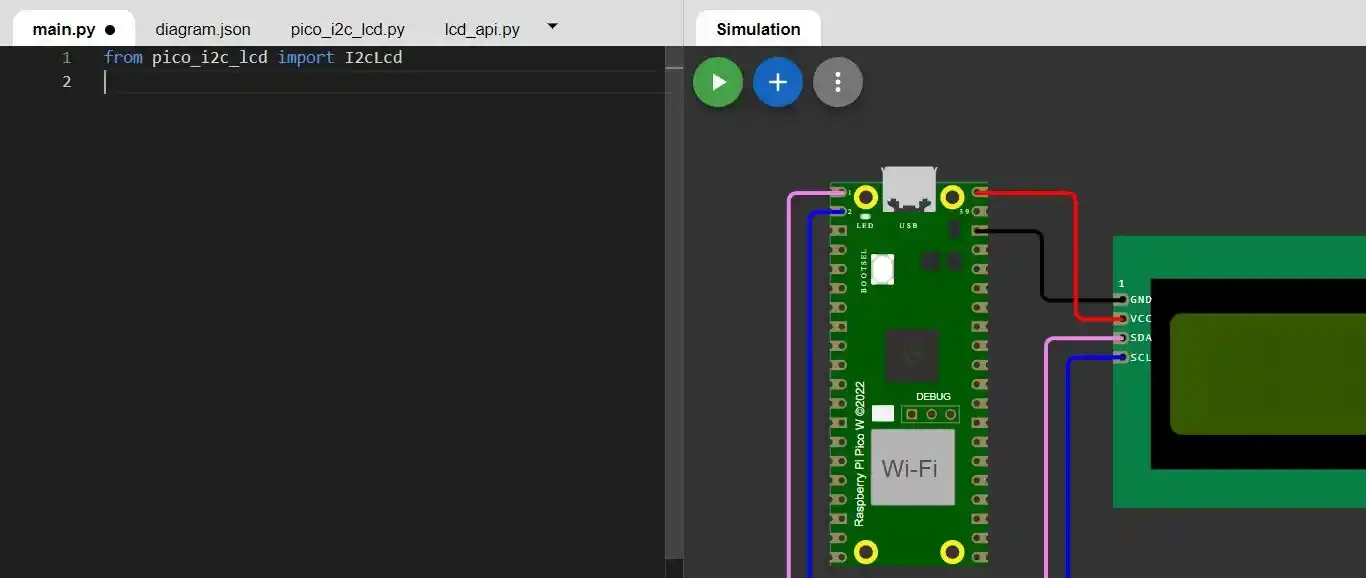 main.py ● diagram.json pico_i2c_lcd.py lcd_api.py
1 from pico_i2c_lcd import I2cLcd
2
Simulation
1
2
39
LED USB
BOOTSEL
DEBUG
Raspberry Pi Pico W ©2022
Wi-Fi
1
GND
VCC
SDA
SCL